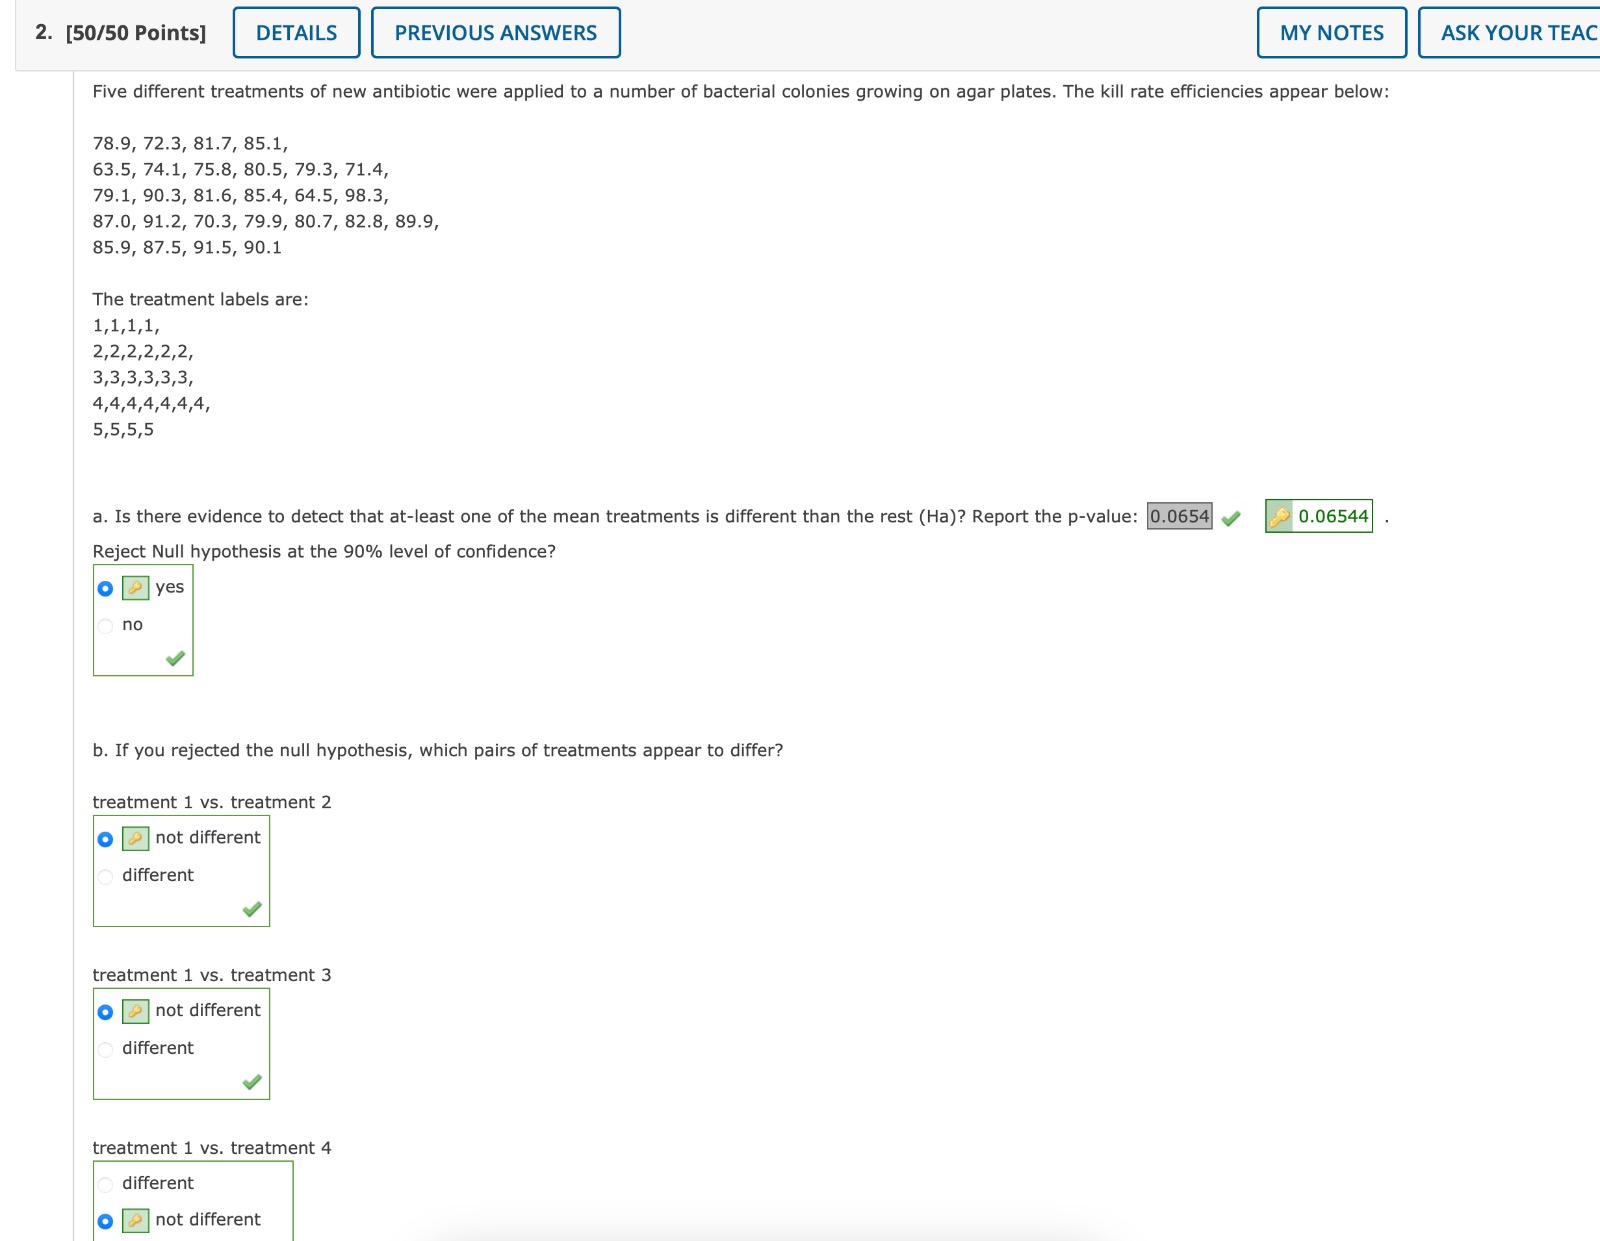 2. [50/50 Points] DETAILS PREVIOUS ANSWERS MY NOTES ASK YOUR TEAC
Five different treatments of new antibiotic were applied to a number of bacterial colonies growing on agar plates. The kill rate efficiencies appear below:
78.9, 72.3, 81.7, 85.1,
63.5, 74.1, 75.8, 80.5, 79.3, 71.4,
79.1, 90.3, 81.6, 85.4, 64.5, 98.3,
87.0, 91.2, 70.3, 79.9, 80.7, 82.8, 89.9,
85.9, 87.5, 91.5, 90.1
The treatment labels are:
1,1,1,1,
2,2,2,2,2,2,
3,3,3,3,3,3,
4,4,4,4,4,4,4,
5,5,5,5
a. Is there evidence to detect that at-least one of the mean treatments is different than the rest (Ha)? Report the p-value: 0.0654 0.06544 .
Reject Null hypothesis at the 90% level of confidence?
yes
no
b. If you rejected the null hypothesis, which pairs of treatments appear to differ?
treatment 1 vs. treatment 2
not different
different
treatment 1 vs. treatment 3
not different
different
treatment 1 vs. treatment 4
different
not different